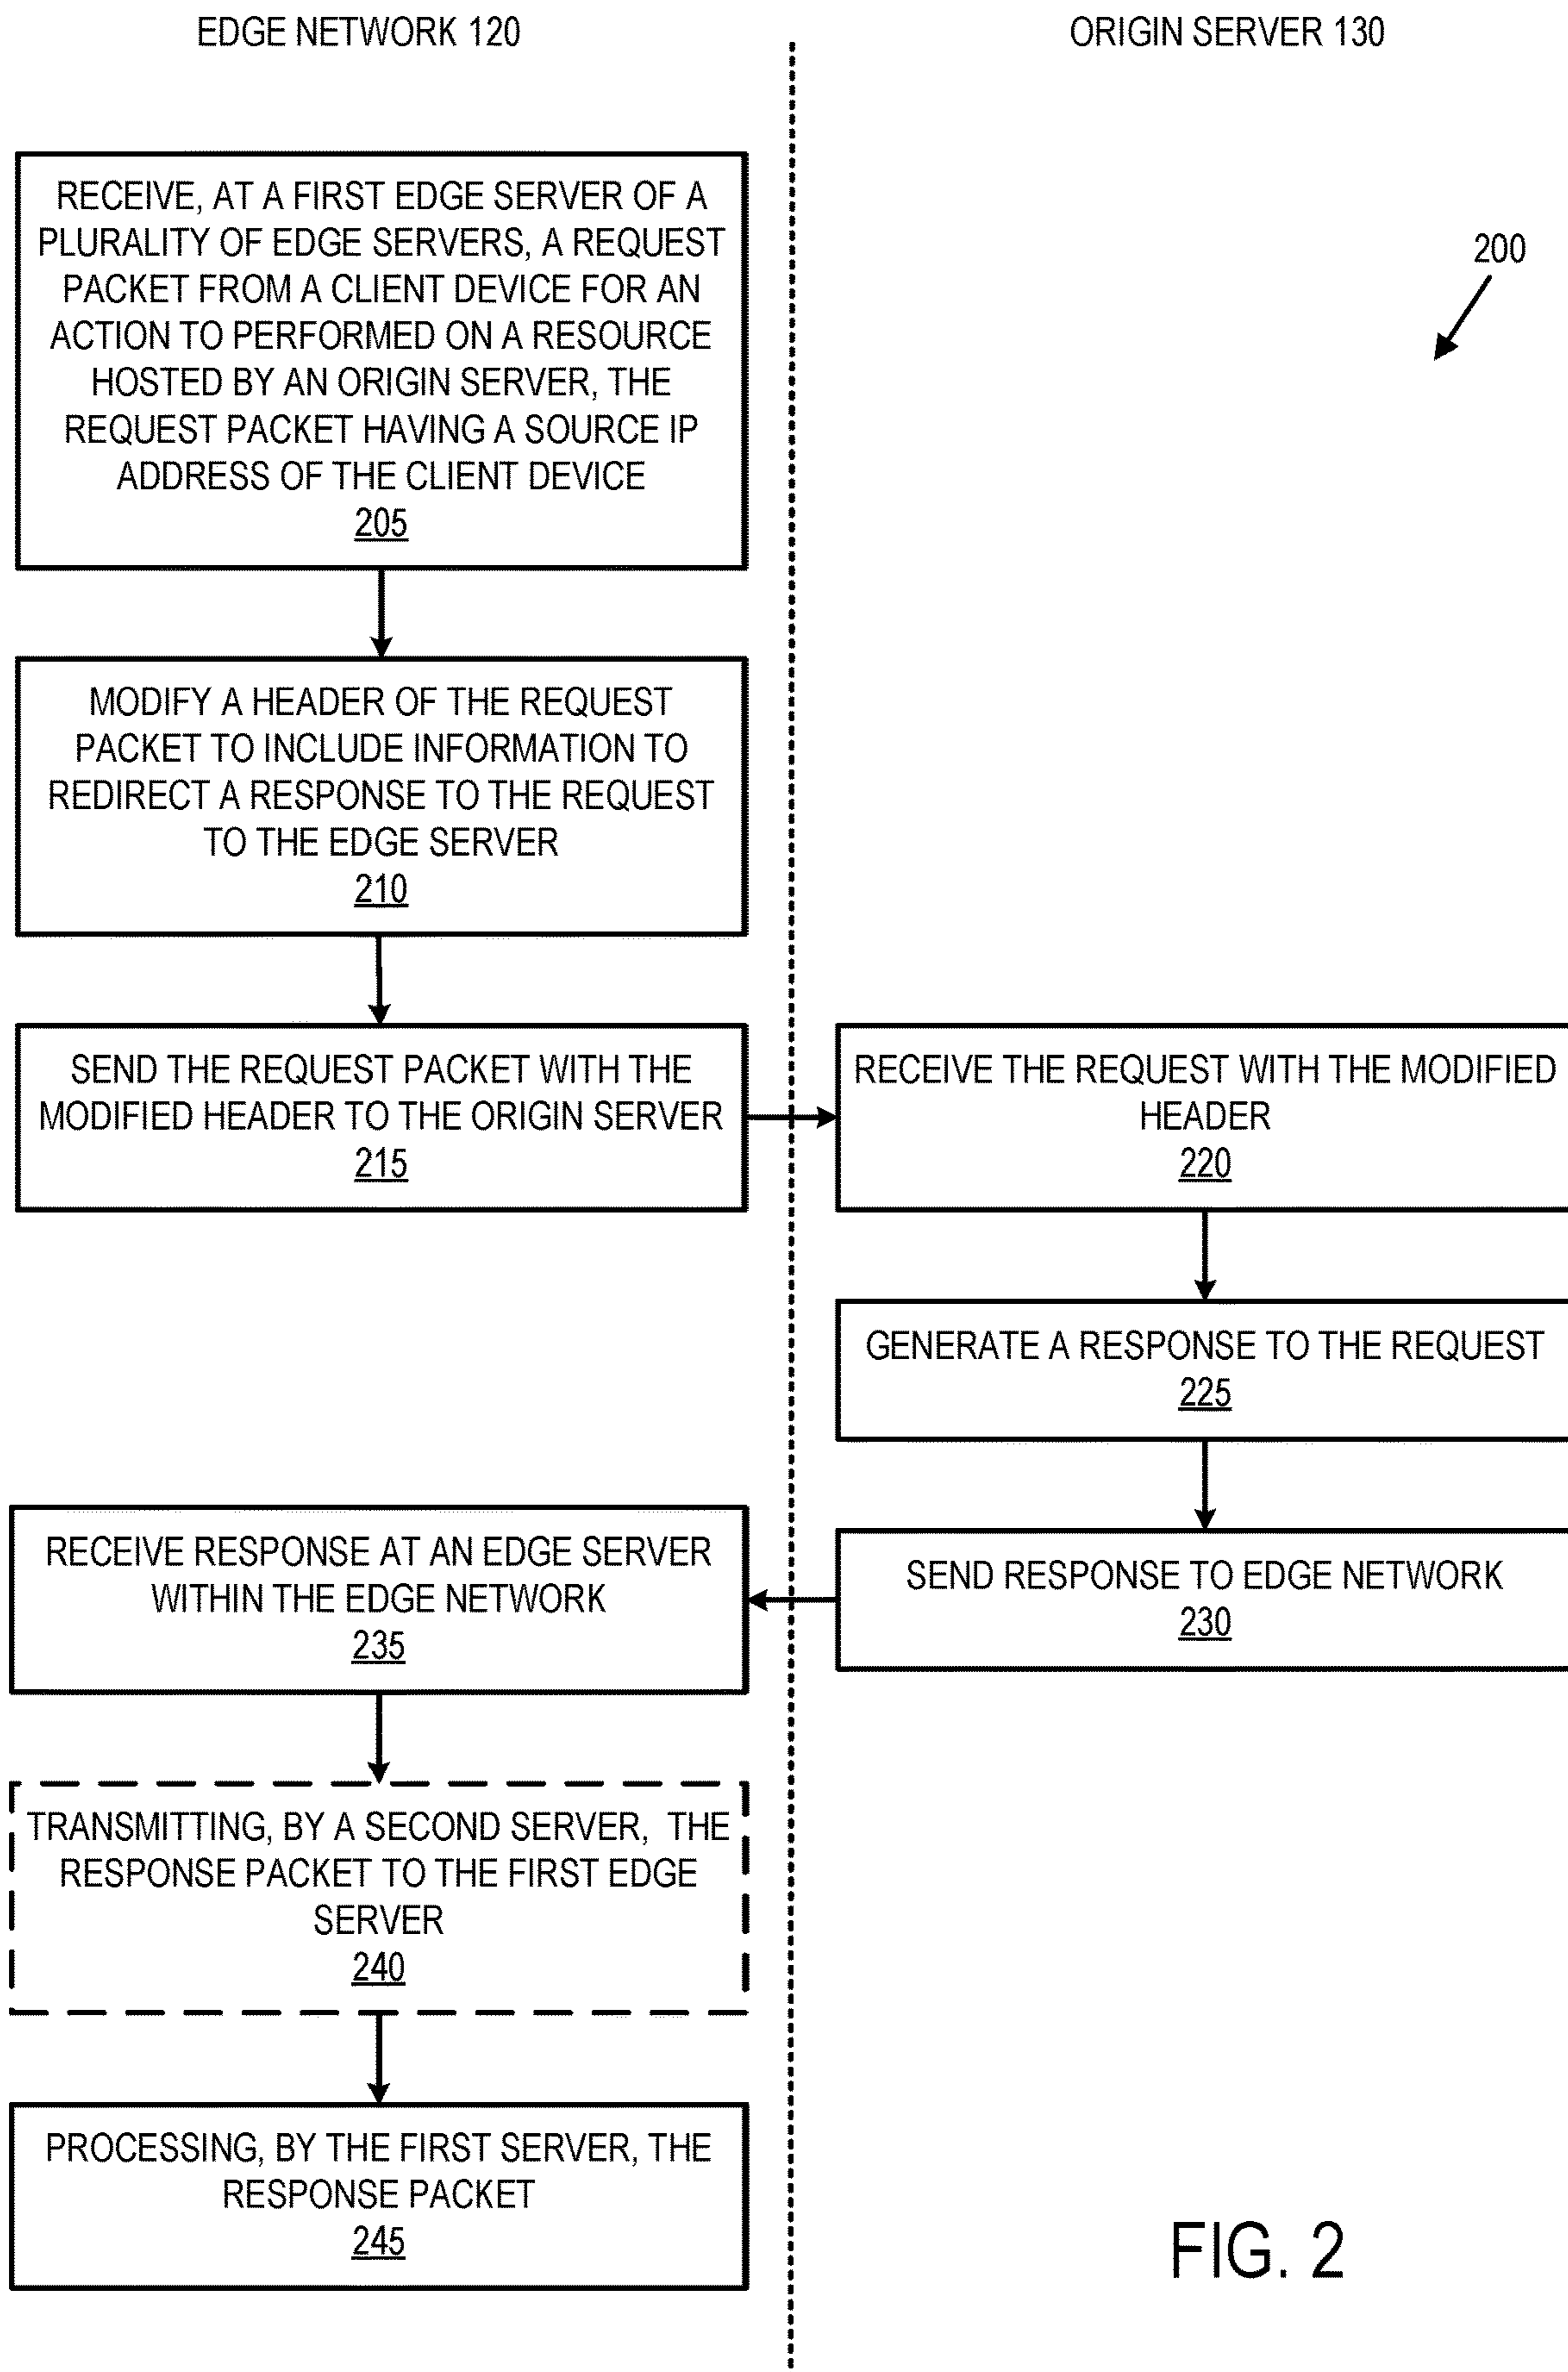 EDGE NETWORK 120
ORIGIN SERVER 130
200
RECEIVE, AT A FIRST EDGE SERVER OF A
PLURALITY OF EDGE SERVERS, A REQUEST
PACKET FROM A CLIENT DEVICE FOR AN
ACTION TO PERFORMED ON A RESOURCE
HOSTED BY AN ORIGIN SERVER, THE
REQUEST PACKET HAVING A SOURCE IP
ADDRESS OF THE CLIENT DEVICE
205
MODIFY A HEADER OF THE REQUEST
PACKET TO INCLUDE INFORMATION TO
REDIRECT A RESPONSE TO THE REQUEST
TO THE EDGE SERVER
210
SEND THE REQUEST PACKET WITH THE
MODIFIED HEADER TO THE ORIGIN SERVER
215
RECEIVE THE REQUEST WITH THE MODIFIED
HEADER
220
GENERATE A RESPONSE TO THE REQUEST
225
SEND RESPONSE TO EDGE NETWORK
230
RECEIVE RESPONSE AT AN EDGE SERVER
WITHIN THE EDGE NETWORK
235
TRANSMITTING, BY A SECOND SERVER, THE
RESPONSE PACKET TO THE FIRST EDGE
SERVER
240
PROCESSING, BY THE FIRST SERVER, THE
RESPONSE PACKET
245
FIG. 2